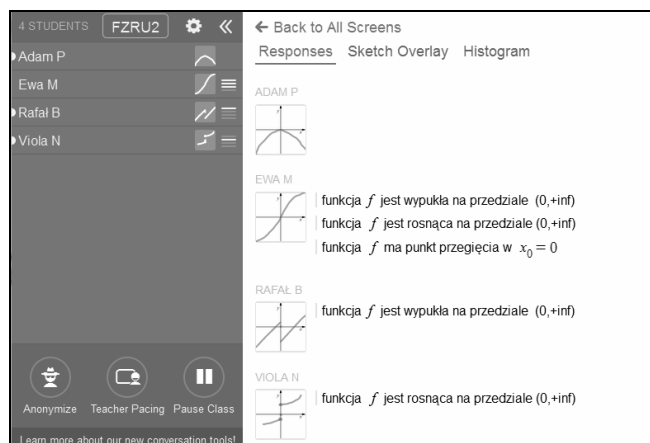 4 STUDENTS FZRU2
Adam P
Ewa M
Rafał B
Viola N
Anonymize Teacher Pacing Pause Class
Learn more about our new conversation tools!
← Back to All Screens
Responses Sketch Overlay Histogram
ADAM P
EWA M
funkcja f jest wypukła na przedziale (0,+inf)
funkcja f jest rosnąca na przedziale (0,+inf)
funkcja f ma punkt przegięcia w x₀ = 0
RAFAŁ B
funkcja f jest wypukła na przedziale (0,+inf)
VIOLA N
funkcja f jest rosnąca na przedziale (0,+inf)